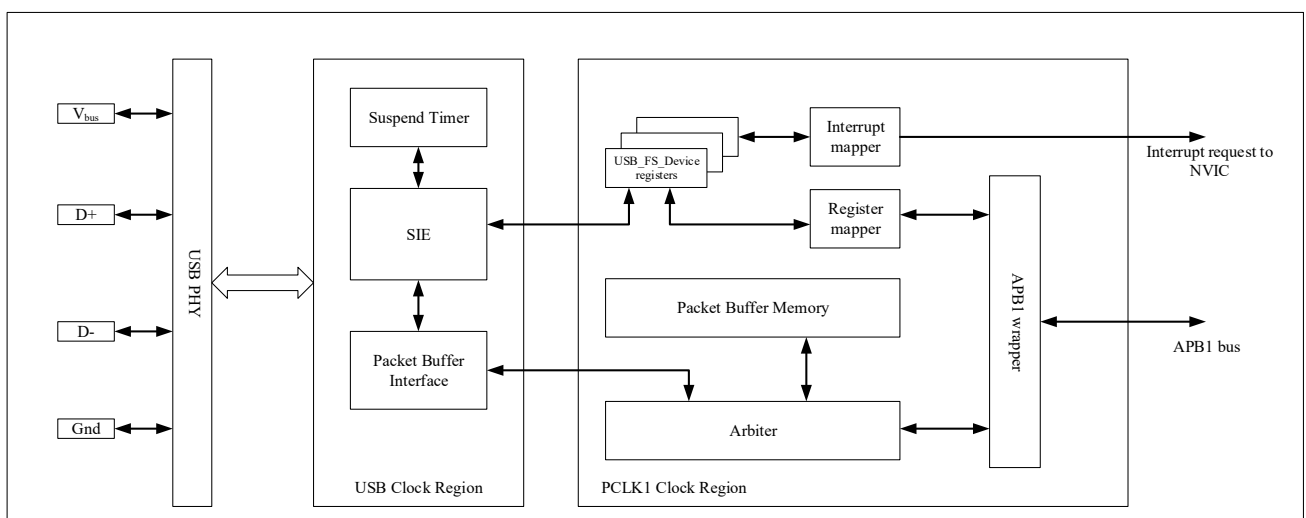 V_bus
D+
D-
Gnd
USB PHY
Suspend Timer
SIE
Packet Buffer
Interface
USB Clock Region
USB_FS_Device
registers
Interrupt
mapper
Register
mapper
Packet Buffer Memory
Arbiter
PCLK1 Clock Region
APB1 wrapper
Interrupt request to
NVIC
APB1 bus